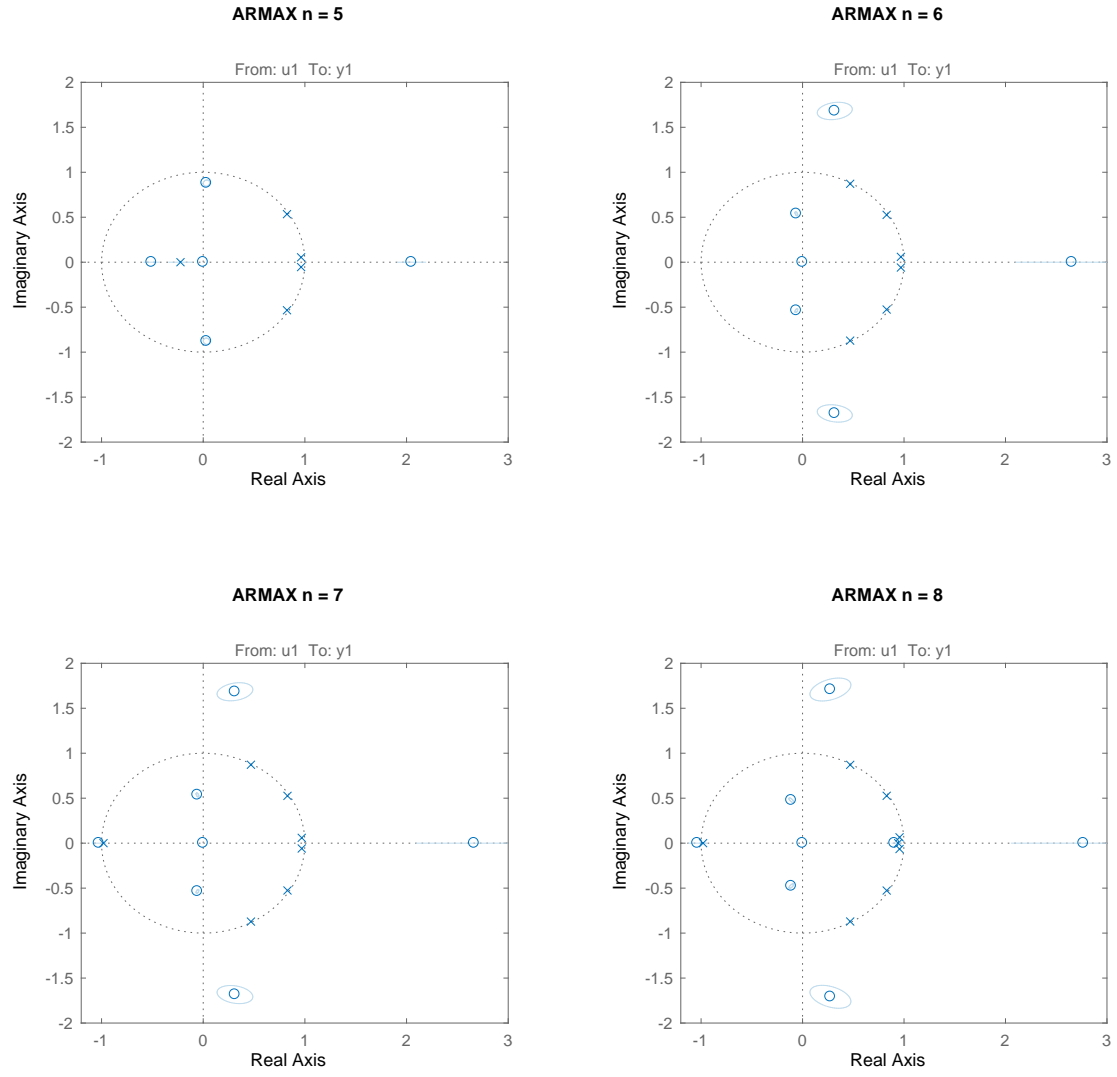 ARMAX n = 5
From: u1 To: y1
2
1.5
1
0.5
0
-0.5
-1
-1.5
-2
Imaginary Axis
-1 0 1 2 3
Real Axis
ARMAX n = 6
From: u1 To: y1
2
1.5
1
0.5
0
-0.5
-1
-1.5
-2
Imaginary Axis
-1 0 1 2 3
Real Axis
ARMAX n = 7
From: u1 To: y1
2
1.5
1
0.5
0
-0.5
-1
-1.5
-2
Imaginary Axis
-1 0 1 2 3
Real Axis
ARMAX n = 8
From: u1 To: y1
2
1.5
1
0.5
0
-0.5
-1
-1.5
-2
Imaginary Axis
-1 0 1 2 3
Real Axis